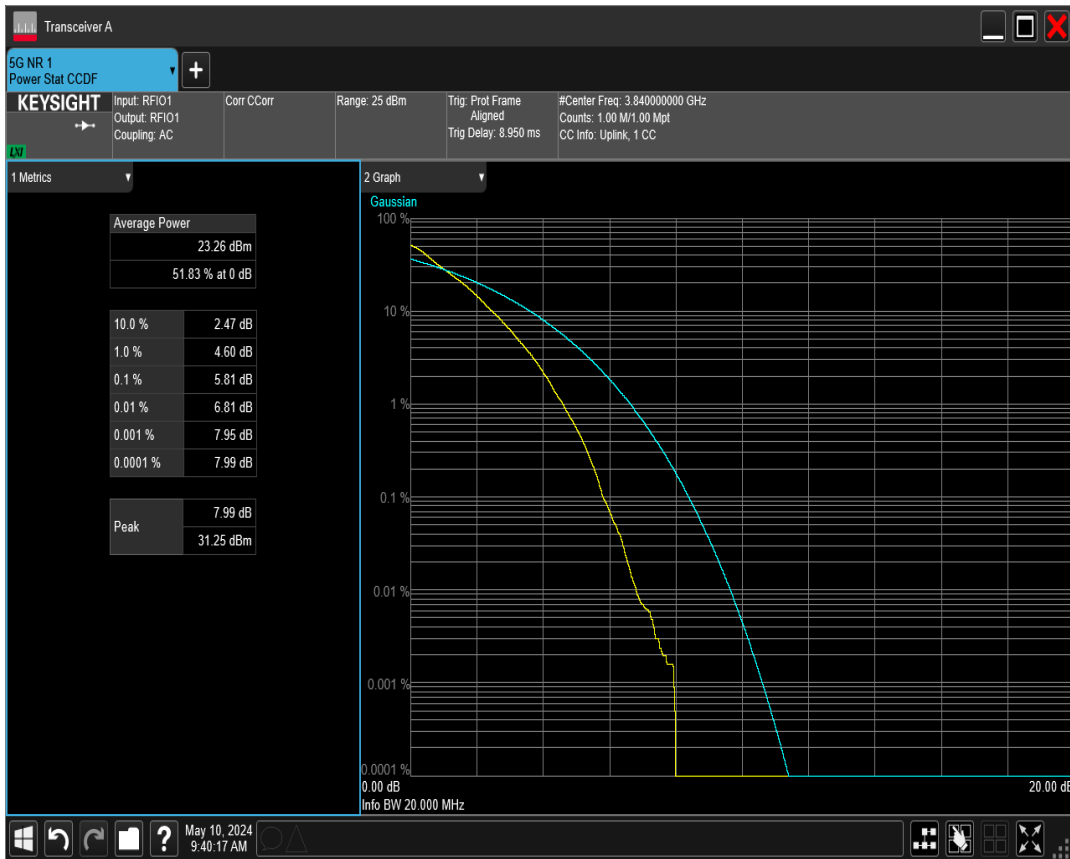 Transceiver A
5G NR 1
Power Stat CCDF
KEYSIGHT
LXI
Input: RFIO1
Output: RFIO1
Coupling: AC
Corr CCorr
Range: 25 dBm
Trig: Prot Frame
Aligned
Trig Delay: 8.950 ms
#Center Freq: 3.840000000 GHz
Counts: 1.00 M/1.00 Mpt
CC Info: Uplink, 1 CC
1 Metrics
Average Power
23.26 dBm
51.83 % at 0 dB
10.0 % 2.47 dB
1.0 % 4.60 dB
0.1 % 5.81 dB
0.01 % 6.81 dB
0.001 % 7.95 dB
0.0001 % 7.99 dB
Peak 7.99 dB
31.25 dBm
2 Graph
Gaussian
100 %
10 %
1 %
0.1 %
0.01 %
0.001 %
0.0001 %
0.00 dB 20.00 dB
Info BW 20.000 MHz
?
May 10, 2024
9:40:17 AM